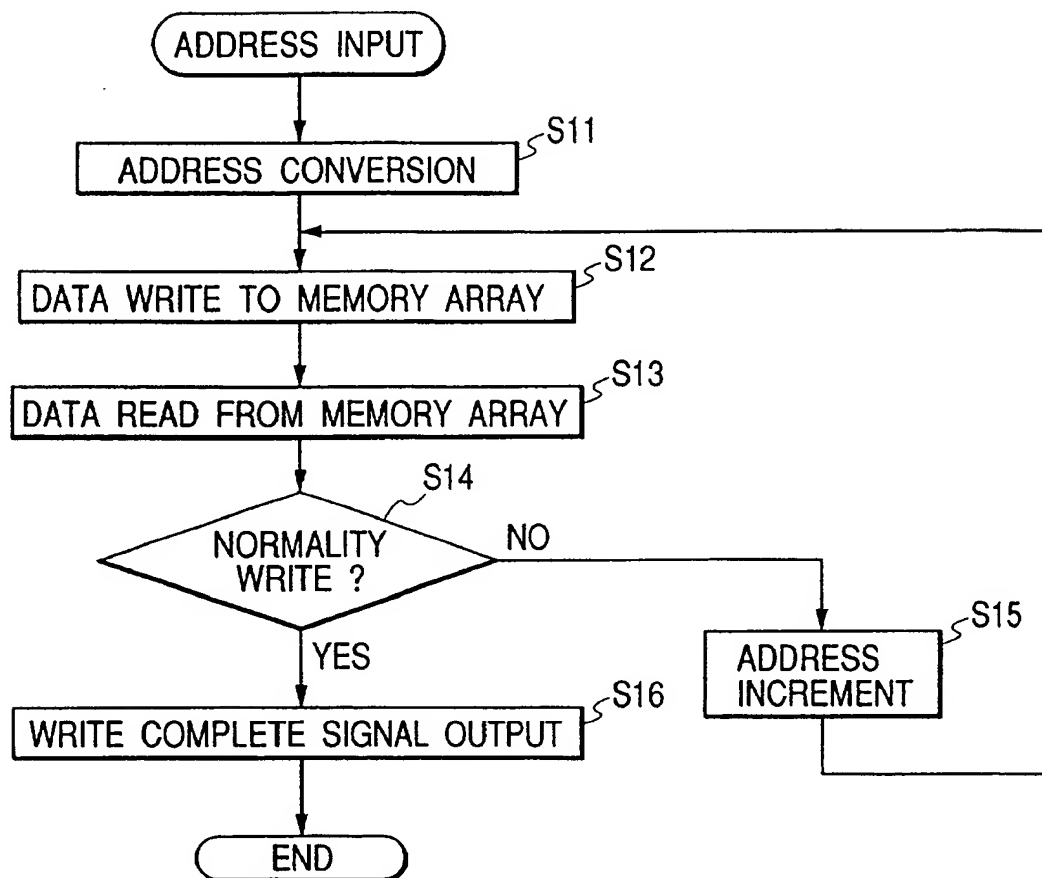 ADDRESS INPUT
S11
ADDRESS CONVERSION
S12
DATA WRITE TO MEMORY ARRAY
S13
DATA READ FROM MEMORY ARRAY
S14
NORMALITY
WRITE ?
NO
YES
S15
ADDRESS
INCREMENT
S16
WRITE COMPLETE SIGNAL OUTPUT
END